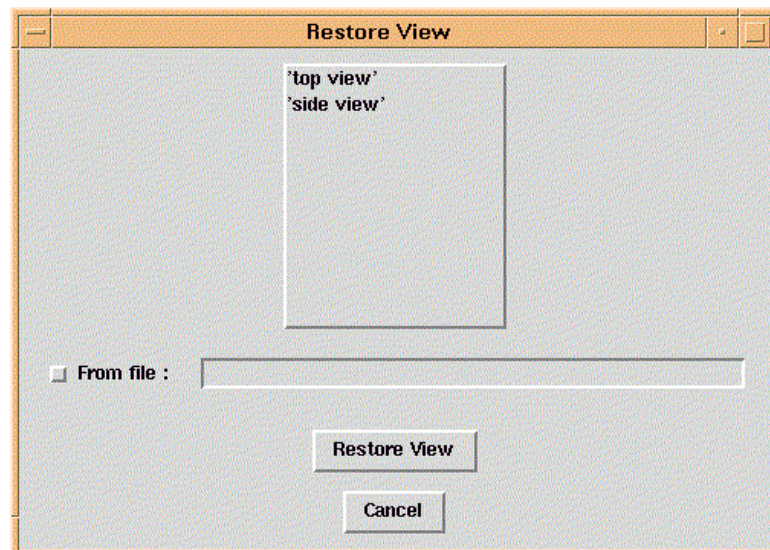 Restore View
'top view'
'side view'
From file :
Restore View
Cancel